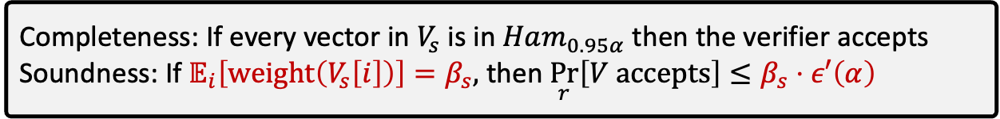 Completeness: If every vector in $V_s$ is in $Ham_{0.95\alpha}$ then the verifier accepts
Soundness: If $\mathbb{E}_i[\text{weight}(V_s[i])] = \beta_s$, then $\Pr_r[V \text{ accepts}] \leq \beta_s \cdot \epsilon'(\alpha)$